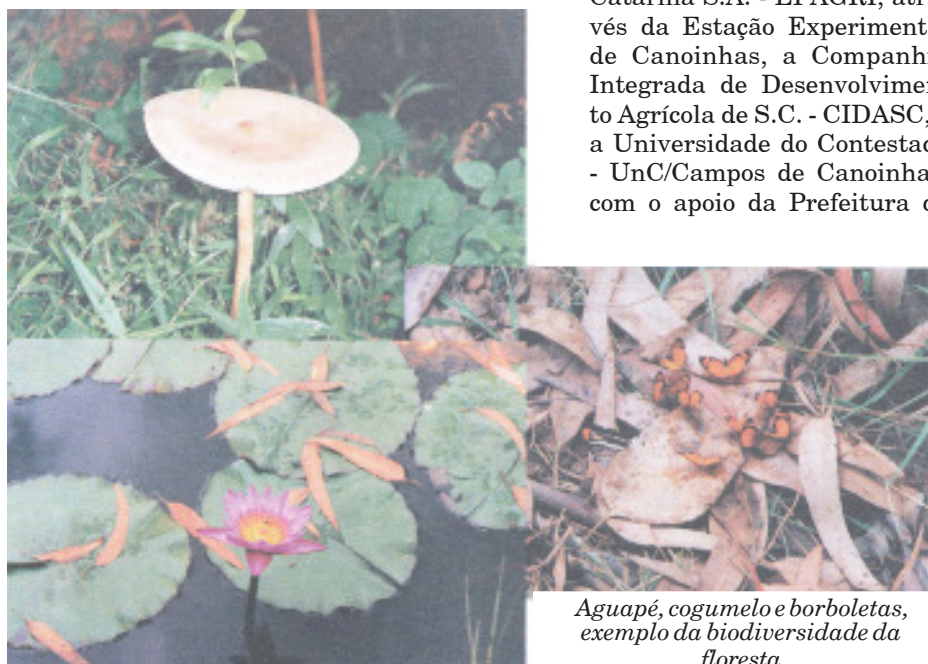 Catarina S.A. - EPAGRI, atra-
vés da Estação Experiment
de Canoinhas, a Companhi
Integrada de Desenvolvimen
to Agrícola de S.C. - CIDASC,
a Universidade do Contestad
- UnC/Campos de Canoinha
com o apoio da Prefeitura d
Aguapé, cogumelo e borboletas,
exemplo da biodiversidade da
floresta